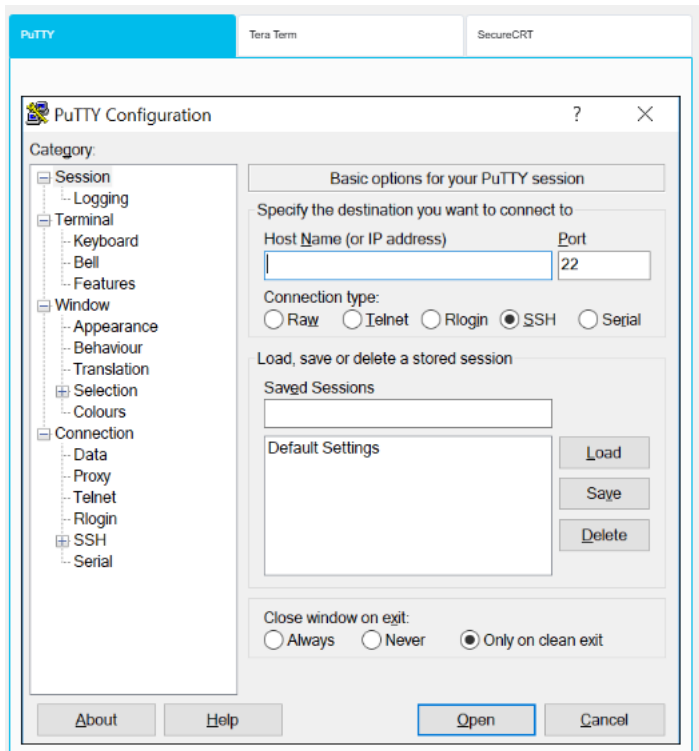 PuTTY
Tera Term
SecureCRT
PuTTY Configuration
?
Category:
Session
Logging
Terminal
Keyboard
Bell
Features
Window
Appearance
Behaviour
Translation
Selection
Colours
Connection
Data
Proxy
Telnet
Rlogin
SSH
Serial
Basic options for your PuTTY session
Specify the destination you want to connect to
Host Name (or IP address) Port
22
Connection type:
Raw Telnet Rlogin SSH Serial
Load, save or delete a stored session
Saved Sessions
Default Settings
Load
Save
Delete
Close window on exit:
Always Never Only on clean exit
About Help Open Cancel